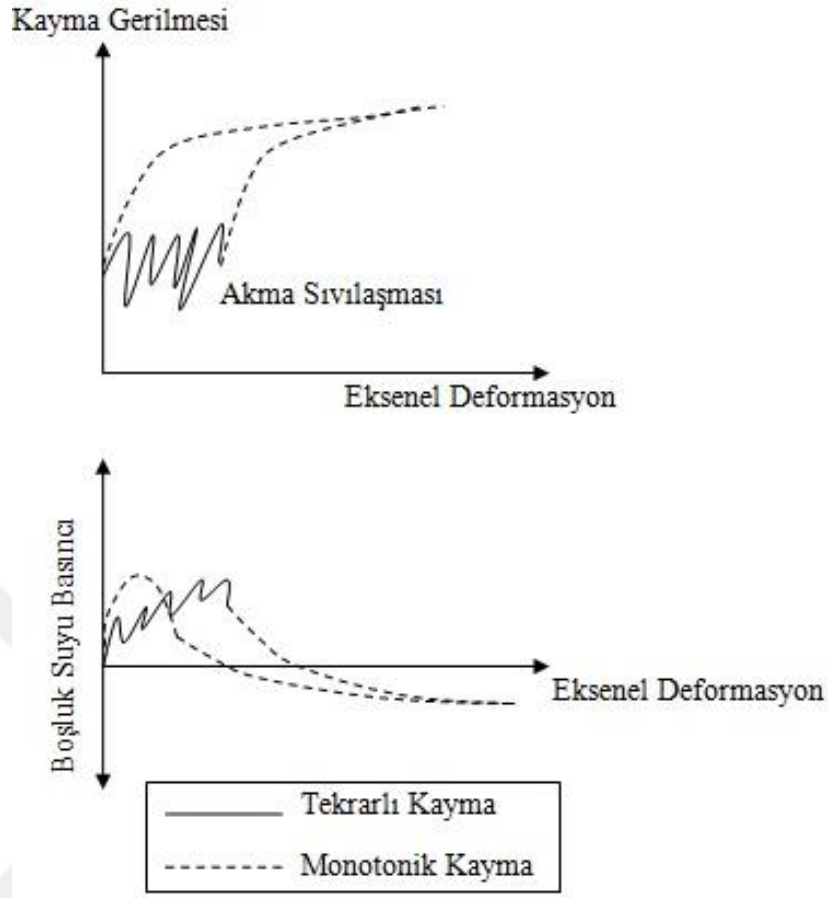 Kayma Gerilmesi
Akma Sıvılaşması
Eksenel Deformasyon
Boşluk Suyu Basıncı
Eksenel Deformasyon
Tekrarlı Kayma
Monotonik Kayma